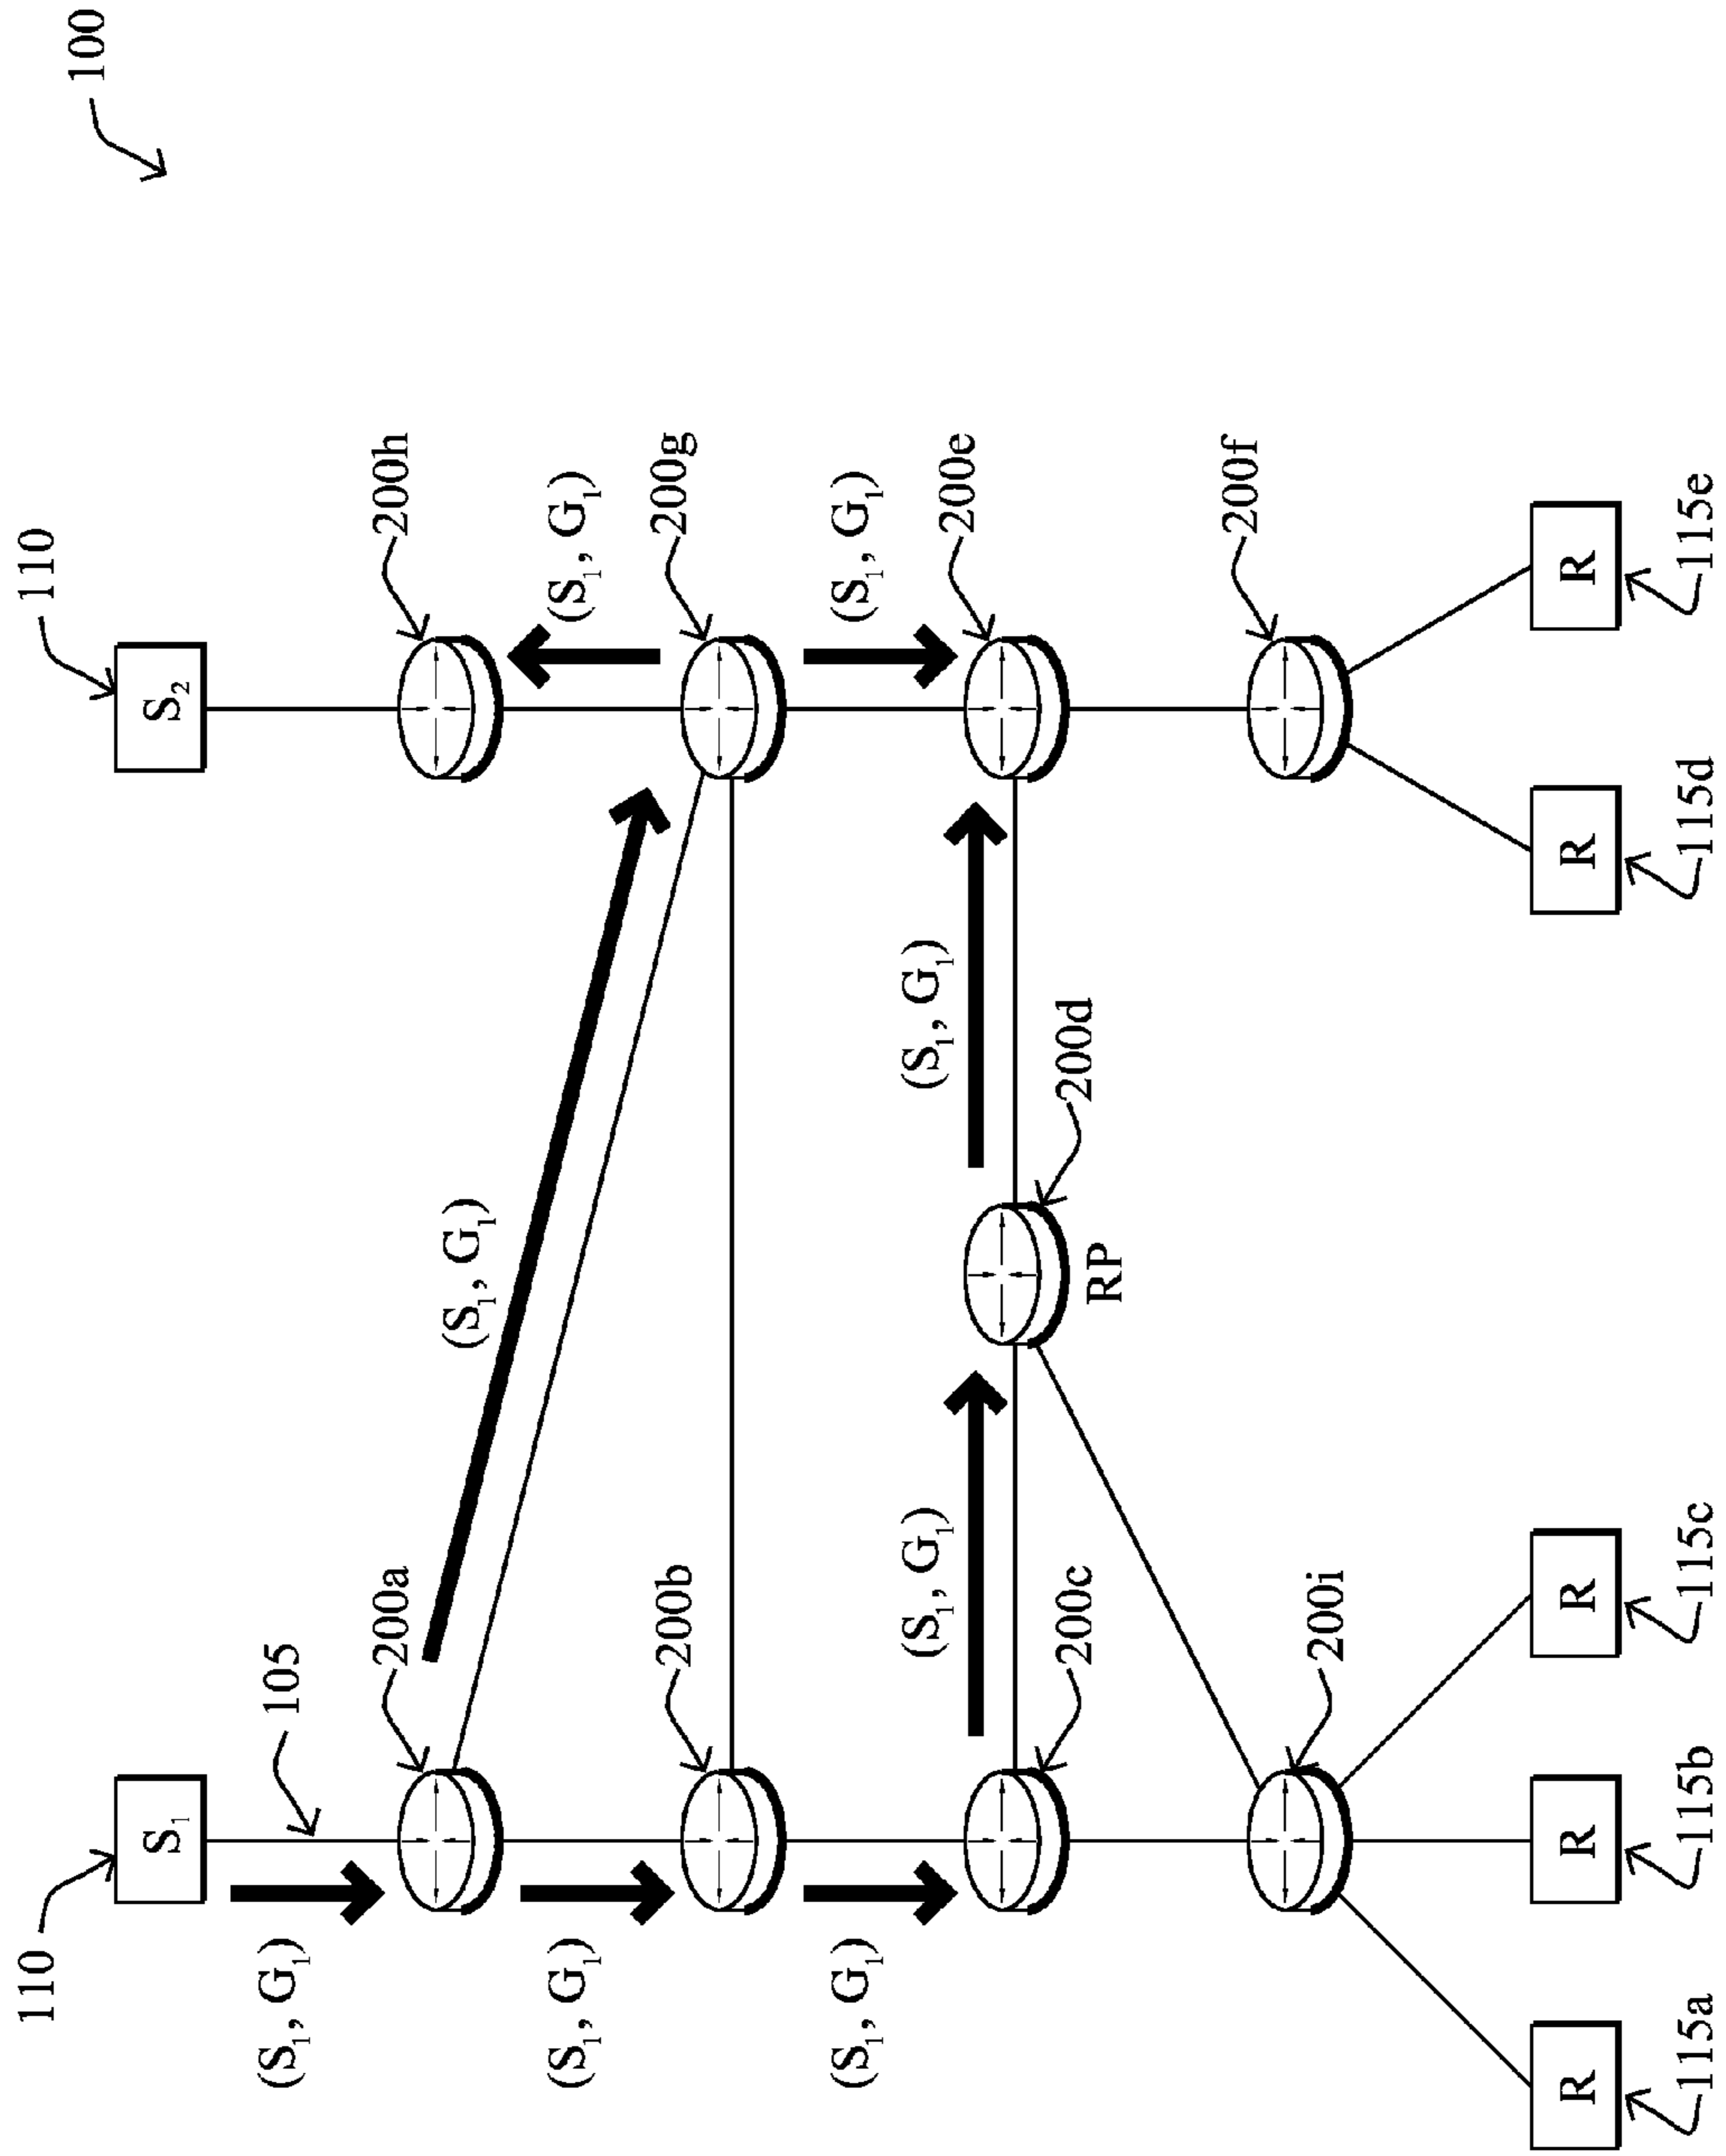 110
110
100
S₁
S₂
(S₁, G₁)
105
200a
200h
(S₁, G₁)
(S₁, G₁)
(S₁, G₁)
200b
200g
(S₁, G₁)
(S₁, G₁)
(S₁, G₁)
(S₁, G₁)
200e
200c
200d
RP
200f
200i
R
R
R
R
R
115a
115b
115c
115d
115e